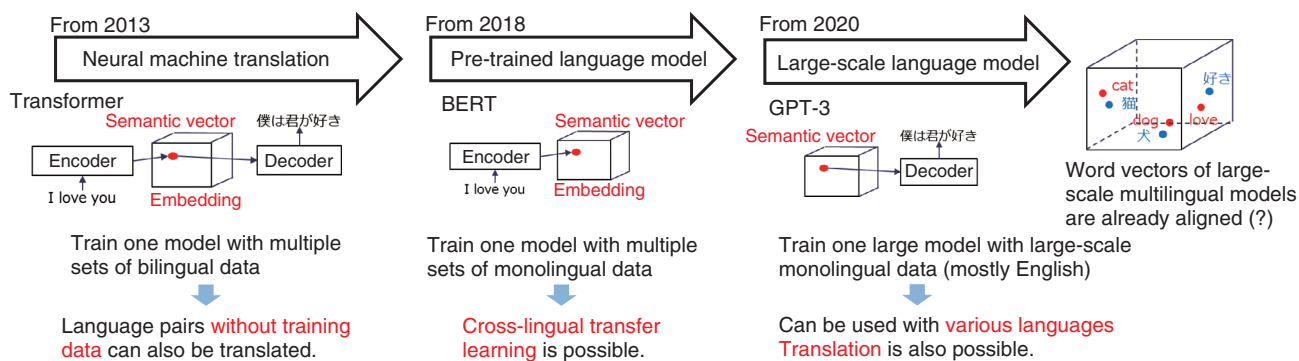 From 2013
Neural machine translation
Transformer
Semantic vector
僕は君が好き
Encoder
Decoder
I love you
Embedding
Train one model with multiple
sets of bilingual data
Language pairs without training
data can also be translated.
From 2018
Pre-trained language model
BERT
Semantic vector
Encoder
I love you
Embedding
Train one model with multiple
sets of monolingual data
Cross-lingual transfer
learning is possible.
From 2020
Large-scale language model
GPT-3
Semantic vector
僕は君が好き
Decoder
Train one large model with large-scale
monolingual data (mostly English)
Can be used with various languages
Translation is also possible.
cat
猫
好き
dog
love
犬
Word vectors of large-
scale multilingual models
are already aligned (?)